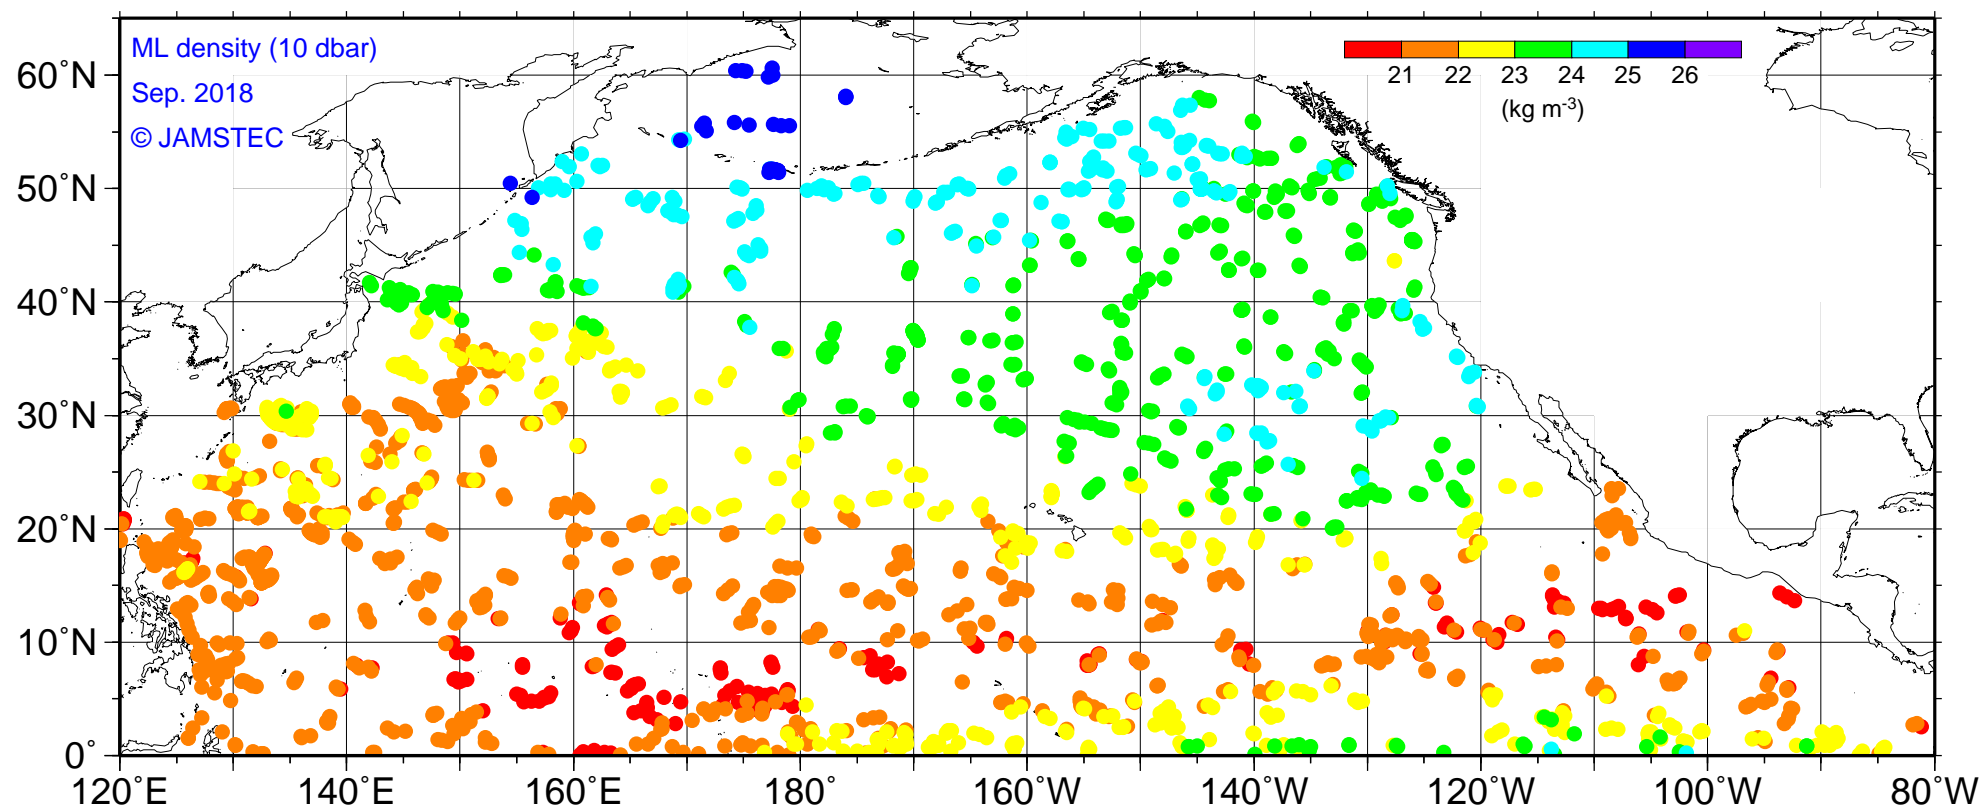 ML density (10 dbar)
Sep. 2018
© JAMSTEC
21 22 23 24 25 26
(kg m-3)
60˚N
50˚N
40˚N
30˚N
20˚N
10˚N
0˚
120˚E 140˚E 160˚E 180˚ 160˚W 140˚W 120˚W 100˚W 80˚W